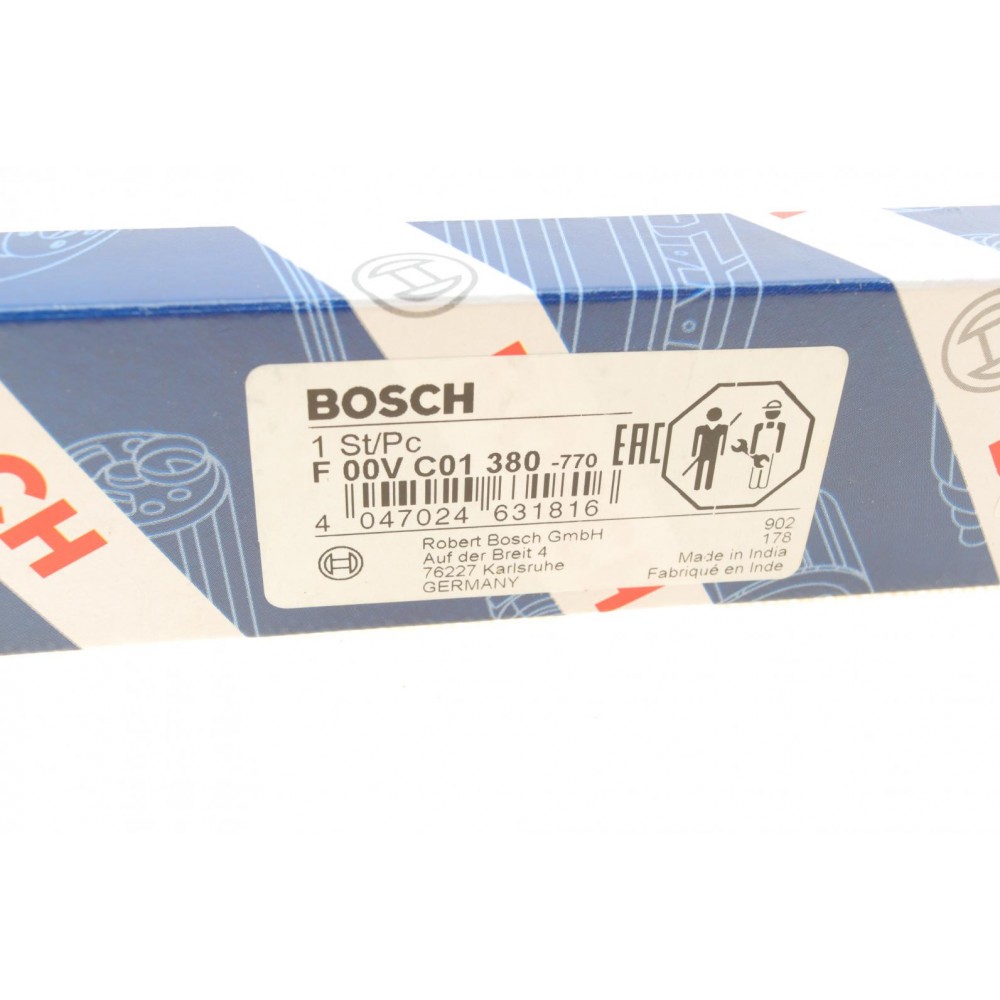 CH
BOSCH
1 St/Pc
F 00V C01 380 -770
EAC
4 047024 631816
Robert Bosch GmbH
Auf der Breit 4
76227 Karlsruhe
GERMANY
902
178
Made in India
Fabriqué en Inde